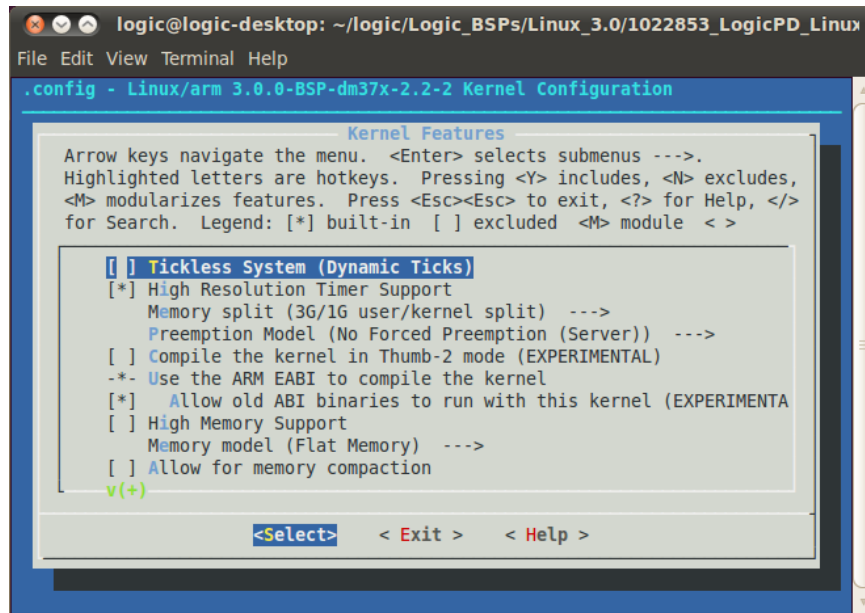 logic@logic-desktop: ~/logic/Logic_BSPs/Linux_3.0/1022853_LogicPD_Linux
File Edit View Terminal Help
.config - Linux/arm 3.0.0-BSP-dm37x-2.2-2 Kernel Configuration
Kernel Features
Arrow keys navigate the menu. <Enter> selects submenus --->.
Highlighted letters are hotkeys. Pressing <Y> includes, <N> excludes,
<M> modularizes features. Press <Esc><Esc> to exit, <?> for Help, </>
for Search. Legend: [*] built-in [ ] excluded <M> module < >
[ ] Tickless System (Dynamic Ticks)
[*] High Resolution Timer Support
Memory split (3G/1G user/kernel split) --->
Preemption Model (No Forced Preemption (Server)) --->
[ ] Compile the kernel in Thumb-2 mode (EXPERIMENTAL)
-*- Use the ARM EABI to compile the kernel
[*] Allow old ABI binaries to run with this kernel (EXPERIMENTA
[ ] High Memory Support
Memory model (Flat Memory) --->
[ ] Allow for memory compaction
v(+)
<Select> < Exit > < Help >